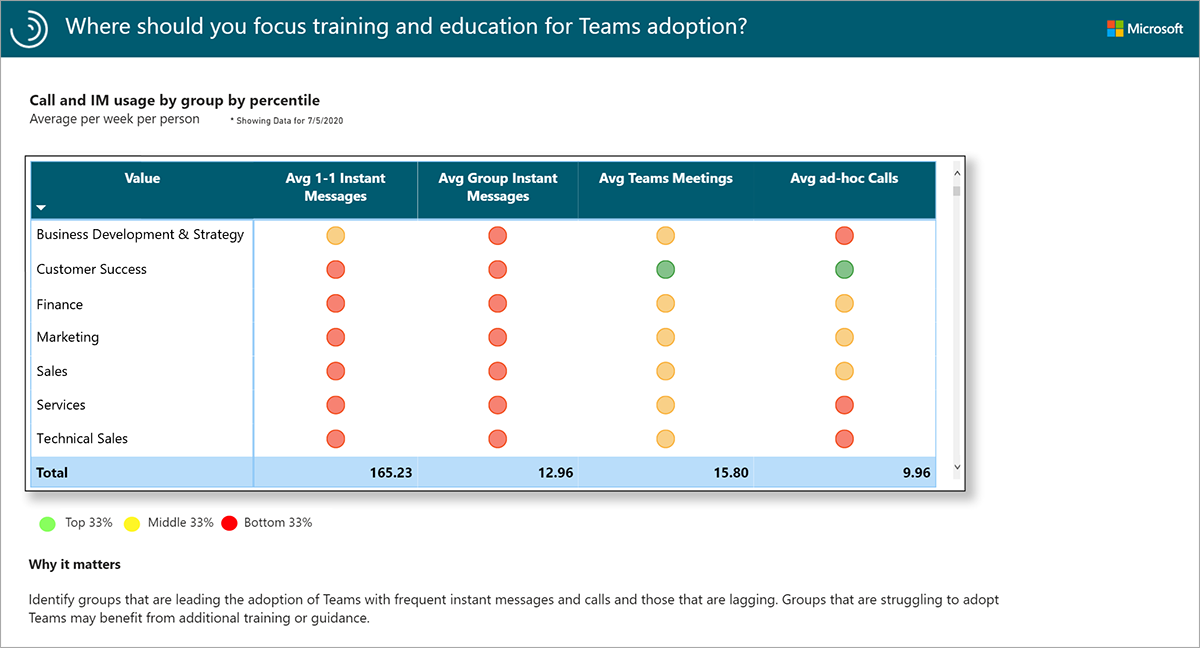 Where should you focus training and education for Teams adoption?
Microsoft
Call and IM usage by group by percentile
Average per week per person * Showing Data for 7/5/2020
Value Avg 1-1 Instant Messages Avg Group Instant Messages Avg Teams Meetings Avg ad-hoc Calls
Business Development & Strategy
Customer Success
Finance
Marketing
Sales
Services
Technical Sales
Total 165.23 12.96 15.80 9.96
Top 33% Middle 33% Bottom 33%
Why it matters
Identify groups that are leading the adoption of Teams with frequent instant messages and calls and those that are lagging. Groups that are struggling to adopt
Teams may benefit from additional training or guidance.